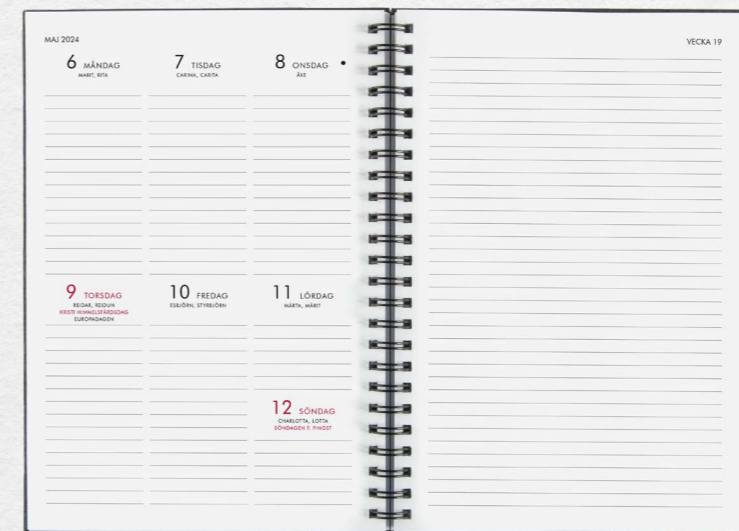 MAJ 2024
VECKA 19
6 MÅNDAG
MARIT, RITA
7 TISDAG
CARINA, CARITA
8 ONSDAG
ÅKE
9 TORSDAG
REIDAR, REIDUN
KRISTI HIMMELSFÄRDSDAG
EUROPADAGEN
10 FREDAG
ESBJÖRN, STYRBJÖRN
11 LÖRDAG
MÄRTA, MÄRIT
12 SÖNDAG
CHARLOTTA, LOTTA
SÖNDAGEN F. PINGST